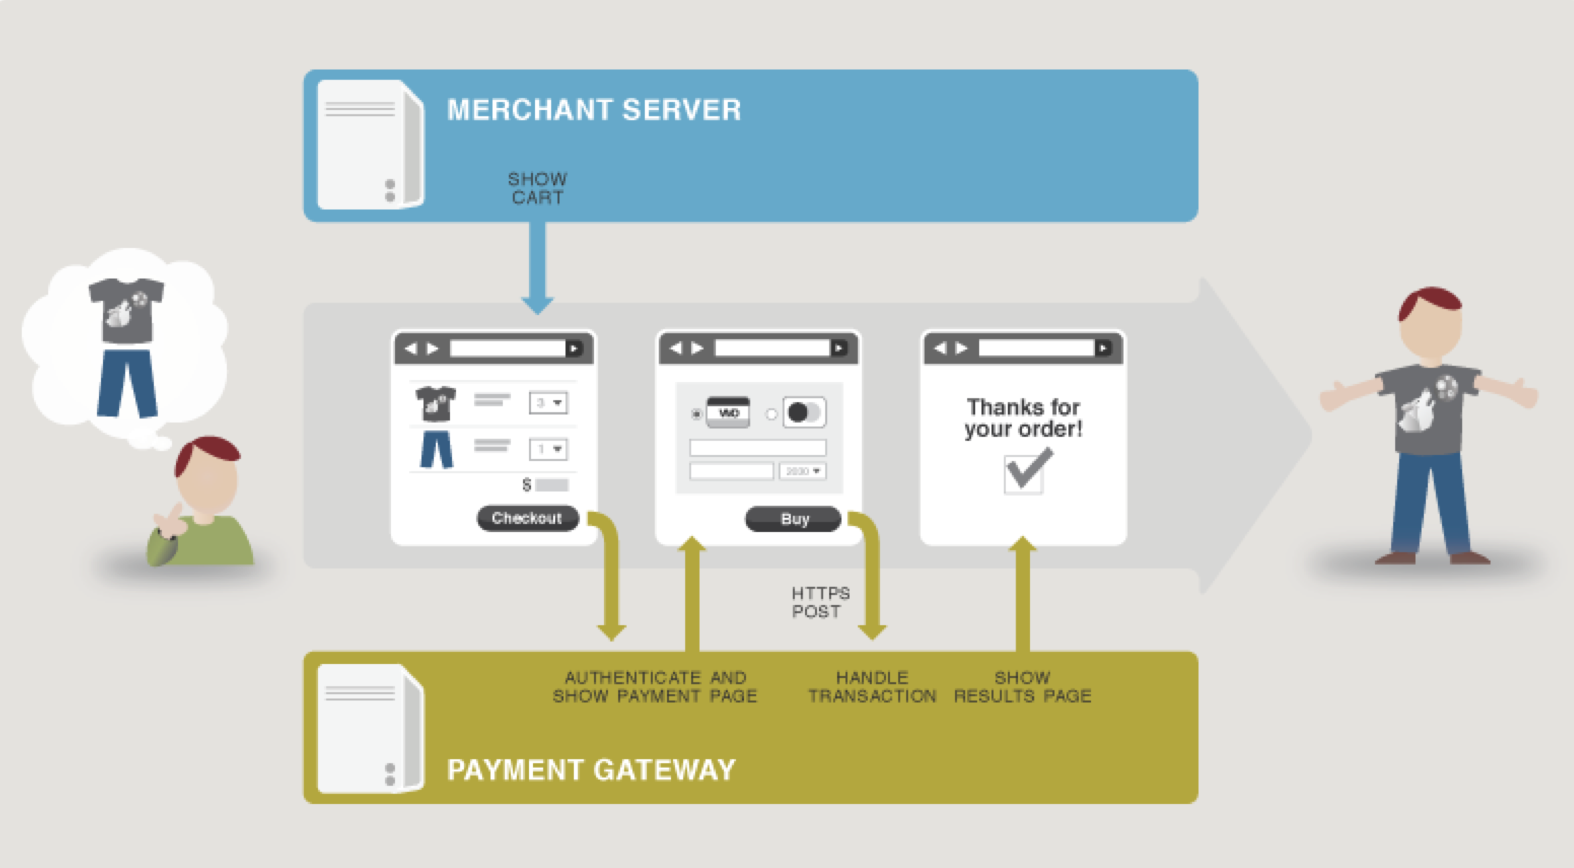 MERCHANT SERVER
SHOW
CART
3
1
$
Checkout
2030
Buy
Thanks for
your order!
HTTPS
POST
AUTHENTICATE AND
SHOW PAYMENT PAGE
HANDLE
TRANSACTION
SHOW
RESULTS PAGE
PAYMENT GATEWAY